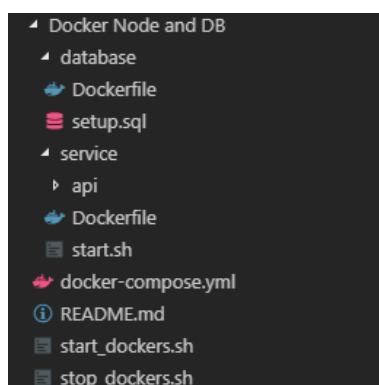 Docker Node and DB
database
Dockerfile
setup.sql
service
api
Dockerfile
start.sh
docker-compose.yml
README.md
start_dockers.sh
stop_dockers.sh